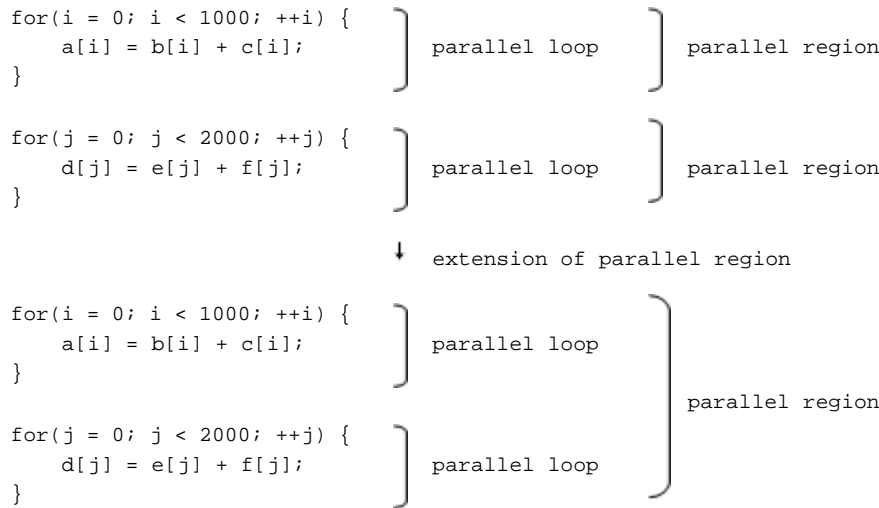 for(i = 0; i < 1000; ++i) {
    a[i] = b[i] + c[i];    parallel loop    parallel region
}
for(j = 0; j < 2000; ++j) {
    d[j] = e[j] + f[j];    parallel loop    parallel region
}
extension of parallel region
for(i = 0; i < 1000; ++i) {
    a[i] = b[i] + c[i];    parallel loop
}
parallel region
for(j = 0; j < 2000; ++j) {
    d[j] = e[j] + f[j];    parallel loop
}